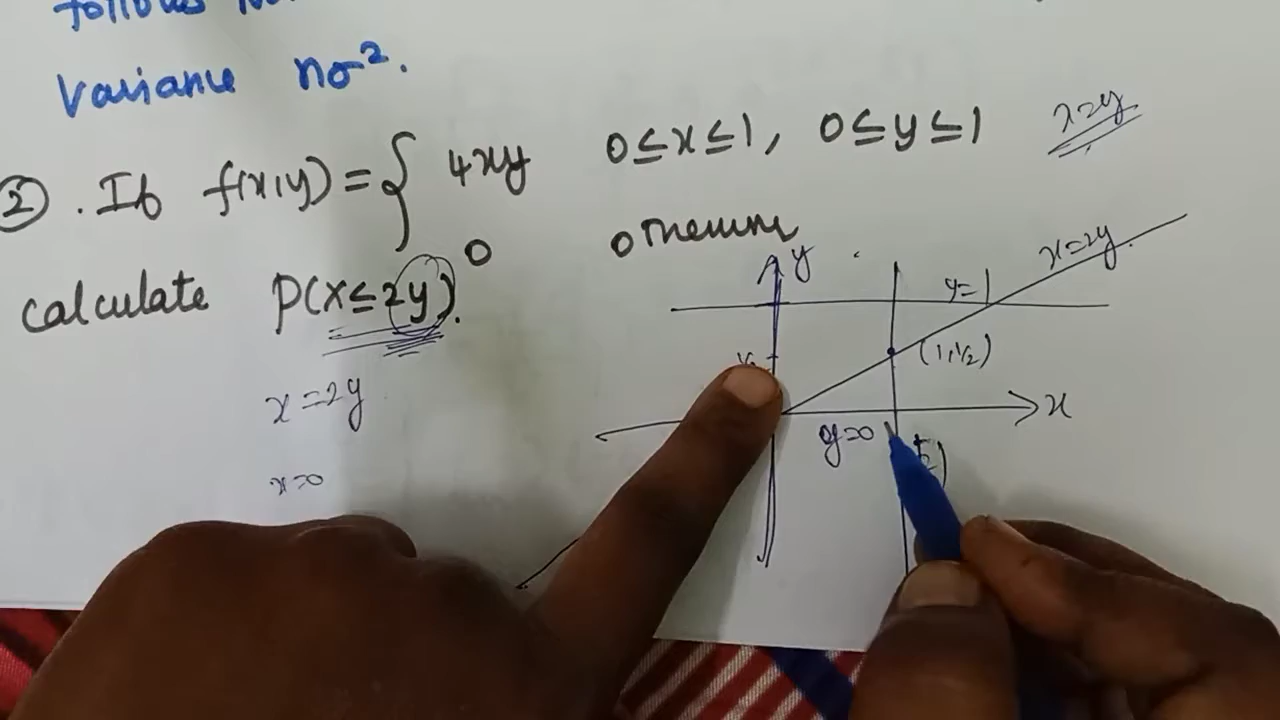 follows
Variance nσ².
x=y
② . If f(x,y) = { 4xy 0≤x≤1, 0≤y≤1
0 otherwise
calculate P(x≤2y).
y
x=2y
y=1
(1,½)
x=2y
x
y=0
x=0